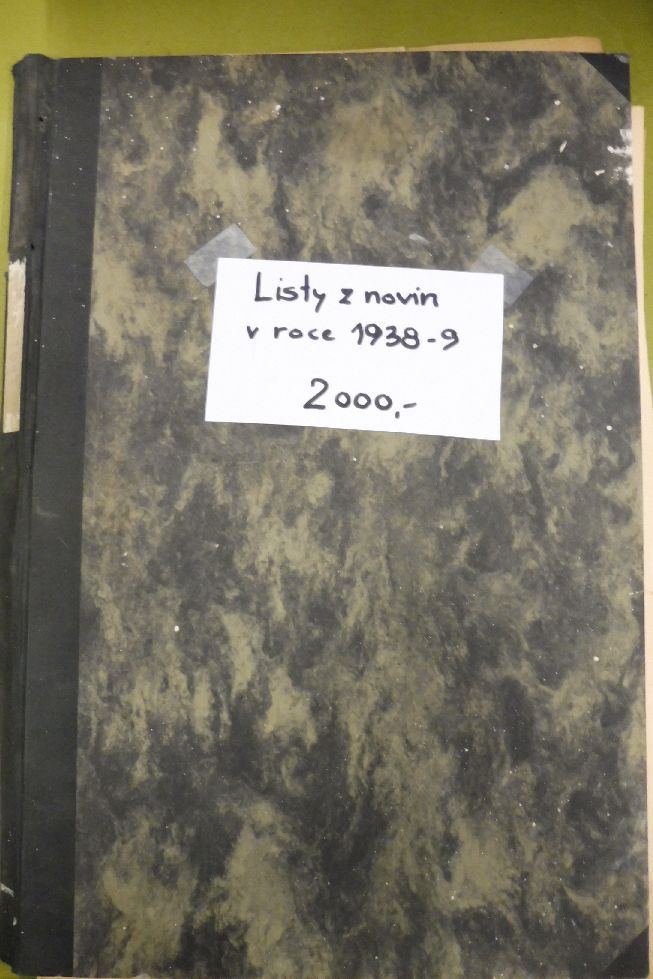 Listy z novin
v roce 1938-9
2000,-